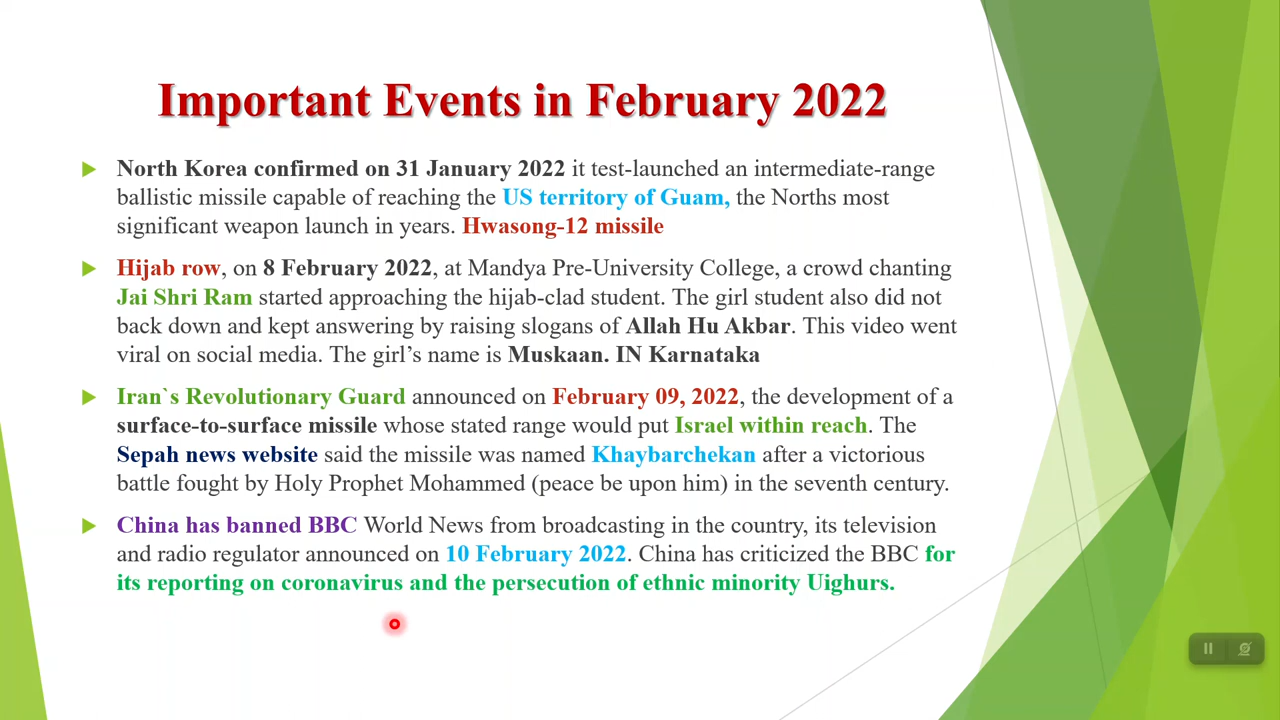 Important Events in February 2022
North Korea confirmed on 31 January 2022 it test-launched an intermediate-range
ballistic missile capable of reaching the US territory of Guam, the Norths most
significant weapon launch in years. Hwasong-12 missile
Hijab row, on 8 February 2022, at Mandya Pre-University College, a crowd chanting
Jai Shri Ram started approaching the hijab-clad student. The girl student also did not
back down and kept answering by raising slogans of Allah Hu Akbar. This video went
viral on social media. The girl’s name is Muskaan. IN Karnataka
Iran`s Revolutionary Guard announced on February 09, 2022, the development of a
surface-to-surface missile whose stated range would put Israel within reach. The
Sepah news website said the missile was named Khaybarchekan after a victorious
battle fought by Holy Prophet Mohammed (peace be upon him) in the seventh century.
China has banned BBC World News from broadcasting in the country, its television
and radio regulator announced on 10 February 2022. China has criticized the BBC for
its reporting on coronavirus and the persecution of ethnic minority Uighurs.